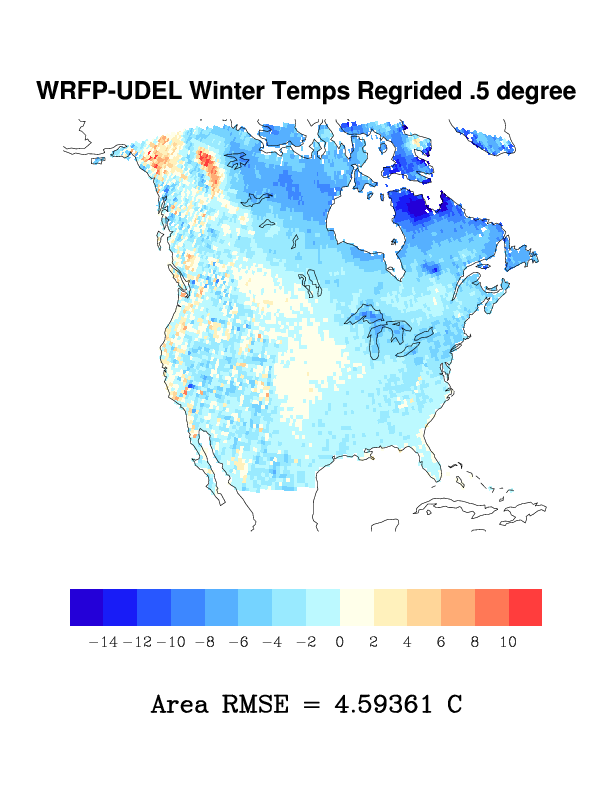 WRFP-UDEL Winter Temps Regrided .5 degree
−14 −12 −10 −8 −6 −4 −2 0 2 4 6 8 10
Area RMSE = 4.59361 C